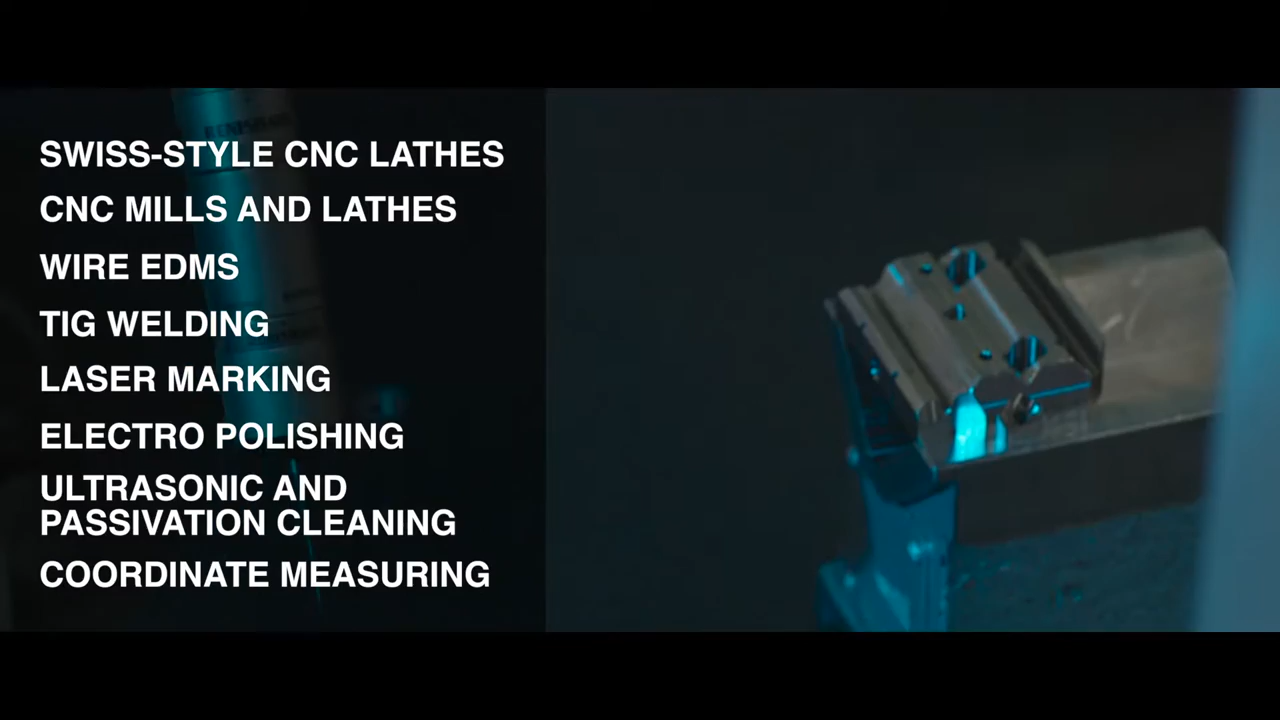 SWISS-STYLE CNC LATHES
CNC MILLS AND LATHES
WIRE EDMS
TIG WELDING
LASER MARKING
ELECTRO POLISHING
ULTRASONIC AND
PASSIVATION CLEANING
COORDINATE MEASURING